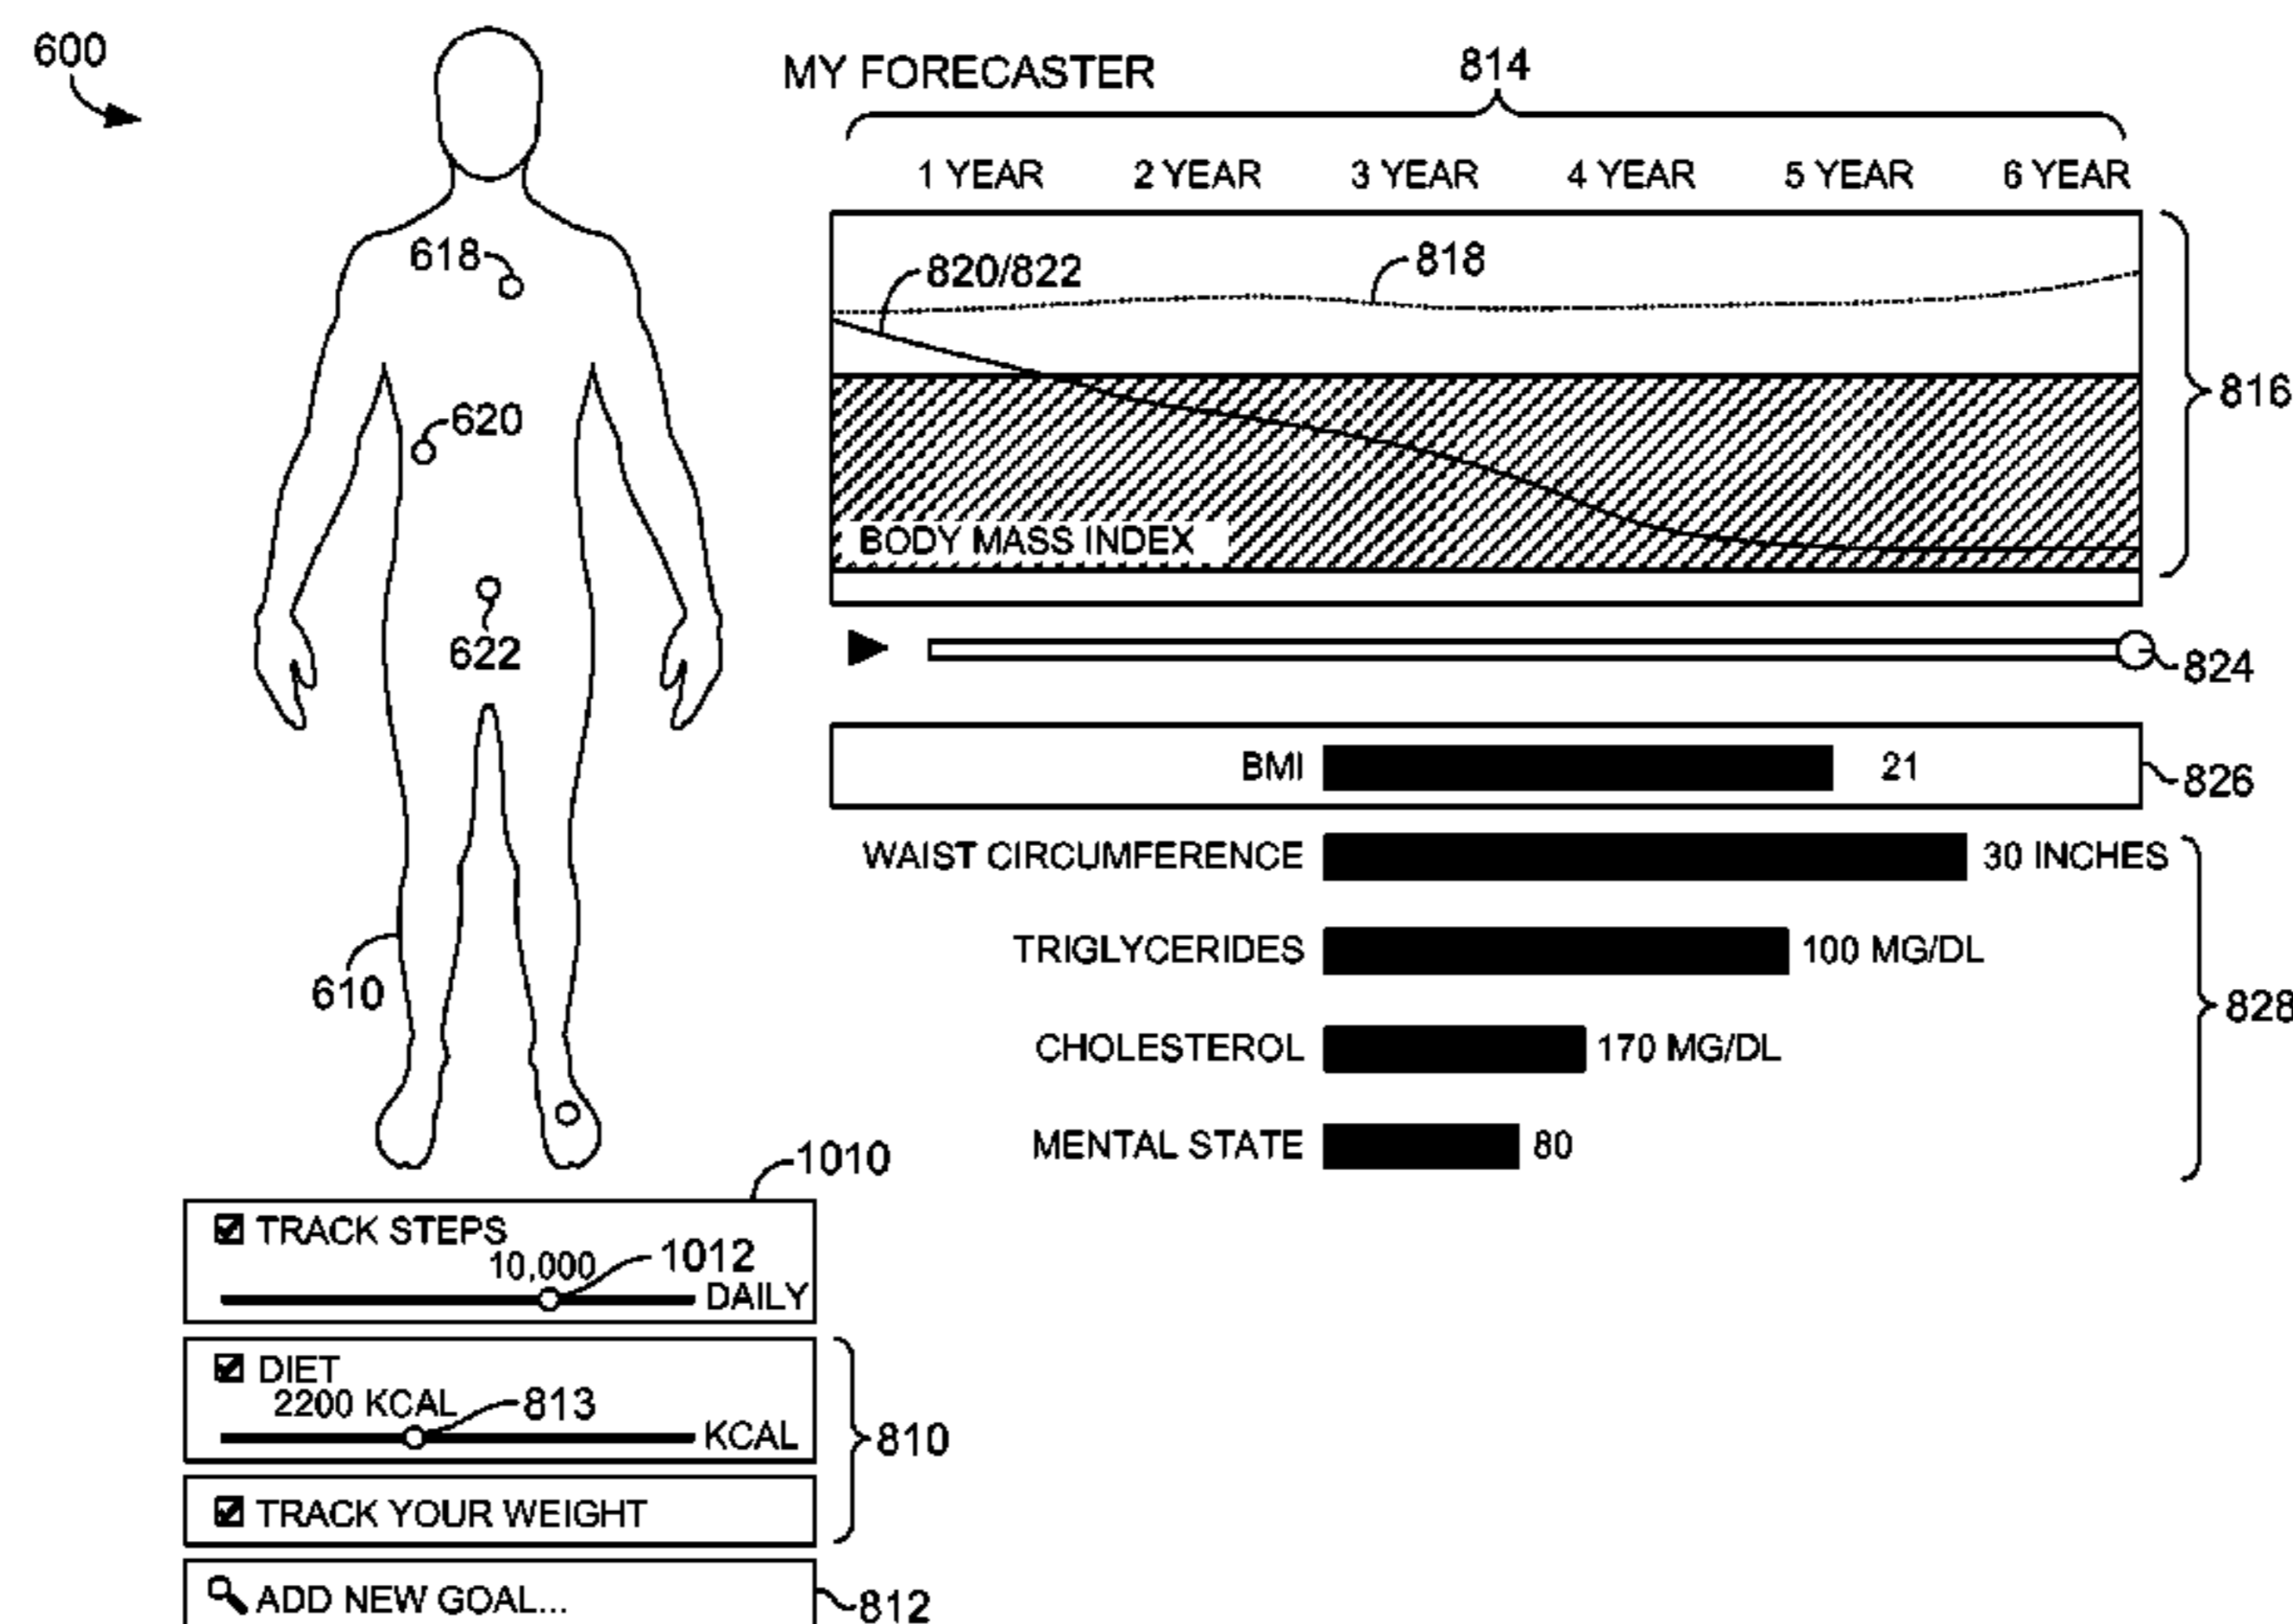 600
MY FORECASTER
814
1 YEAR 2 YEAR 3 YEAR 4 YEAR 5 YEAR 6 YEAR
618
820/822
818
816
620
BODY MASS INDEX
622
824
BMI 21
826
WAIST CIRCUMFERENCE 30 INCHES
TRIGLYCERIDES 100 MG/DL
610
828
CHOLESTEROL 170 MG/DL
MENTAL STATE 80
1010
TRACK STEPS
10,000
1012
DAILY
DIET
2200 KCAL
813
KCAL
810
TRACK YOUR WEIGHT
ADD NEW GOAL...
812